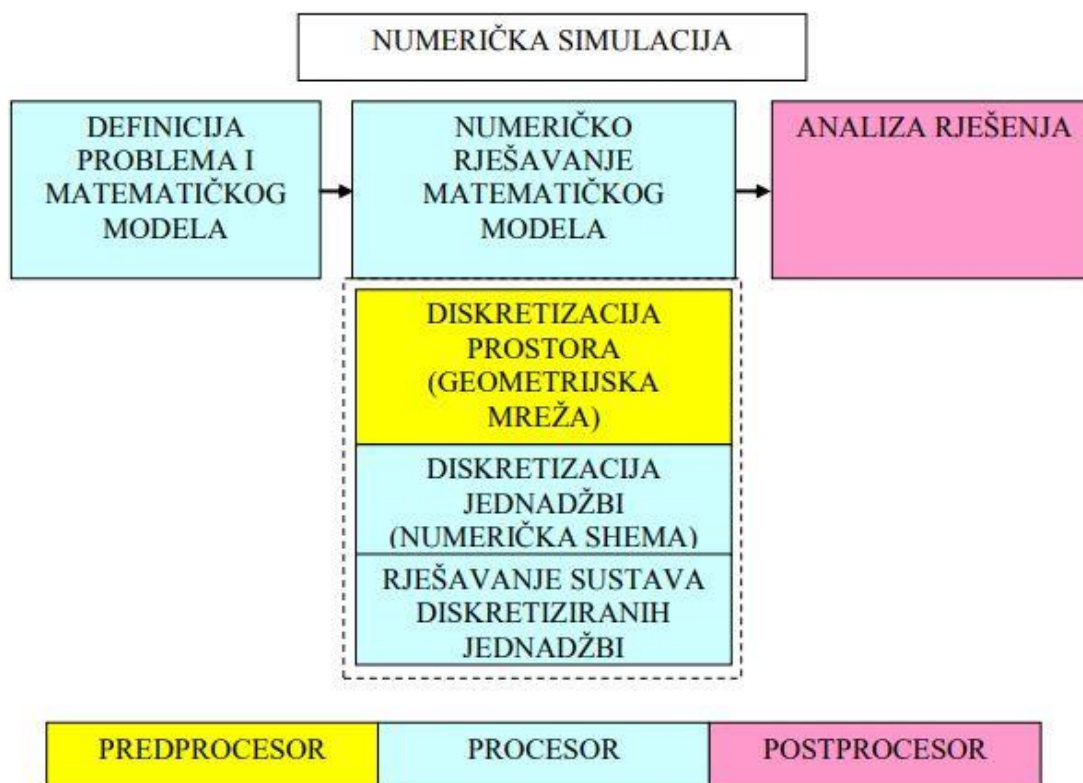 NUMERIČKA SIMULACIJA
DEFINICIJA
PROBLEMA I
MATEMATIČKOG
MODELA
NUMERIČKO
RJEŠAVANJE
MATEMATIČKOG
MODELA
ANALIZA RJEŠENJA
DISKRETIZACIJA
PROSTORA
(GEOMETRIJSKA
MREŽA)
DISKRETIZACIJA
JEDNADŽBI
(NUMERIČKA SHEMA)
RJEŠAVANJE SUSTAVA
DISKRETIZIRANIH
JEDNADŽBI
PREDPROCESOR
PROCESOR
POSTPROCESOR